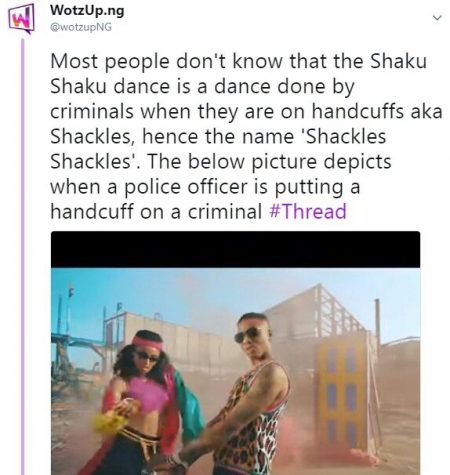 WotzUp.ng
@wotzupNG
Most people don't know that the Shaku
Shaku dance is a dance done by
criminals when they are on handcuffs aka
Shackles, hence the name 'Shackles
Shackles'. The below picture depicts
when a police officer is putting a
handcuff on a criminal #Thread